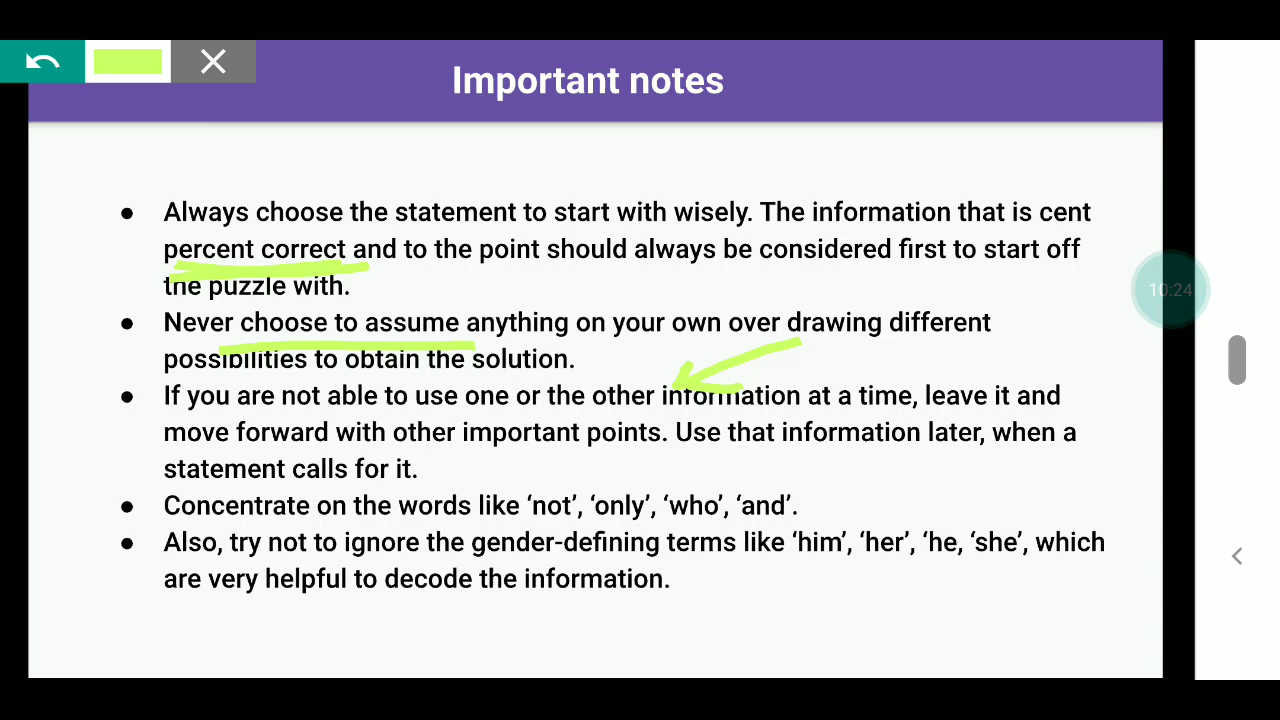 Important notes
● Always choose the statement to start with wisely. The information that is cent
percent correct and to the point should always be considered first to start off
the puzzle with.
● Never choose to assume anything on your own over drawing different
possibilities to obtain the solution.
● If you are not able to use one or the other information at a time, leave it and
move forward with other important points. Use that information later, when a
statement calls for it.
● Concentrate on the words like ‘not’, ‘only’, ‘who’, ‘and’.
● Also, try not to ignore the gender-defining terms like ‘him’, ‘her’, ‘he, ‘she’, which
are very helpful to decode the information.
10:24